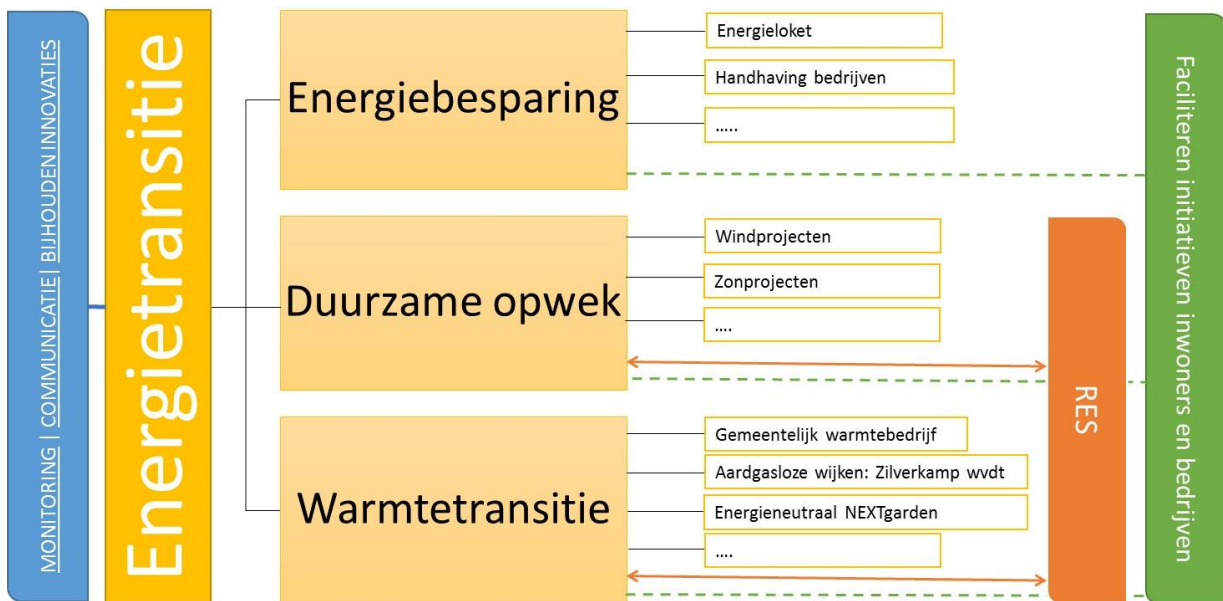 MONITORING | COMMUNICATIE| BIJHOUDEN INNOVATIES
Energietransitie
Energiebesparing
Energieloket
Handhaving bedrijven
.....
Duurzame opwek
Windprojecten
Zonprojecten
....
Warmtetransitie
Gemeentelijk warmtebedrijf
Aardgasloze wijken: Zilverkamp wvdt
Energieneutraal NEXTgarden
....
RES
Faciliteren initiatieven inwoners en bedrijven